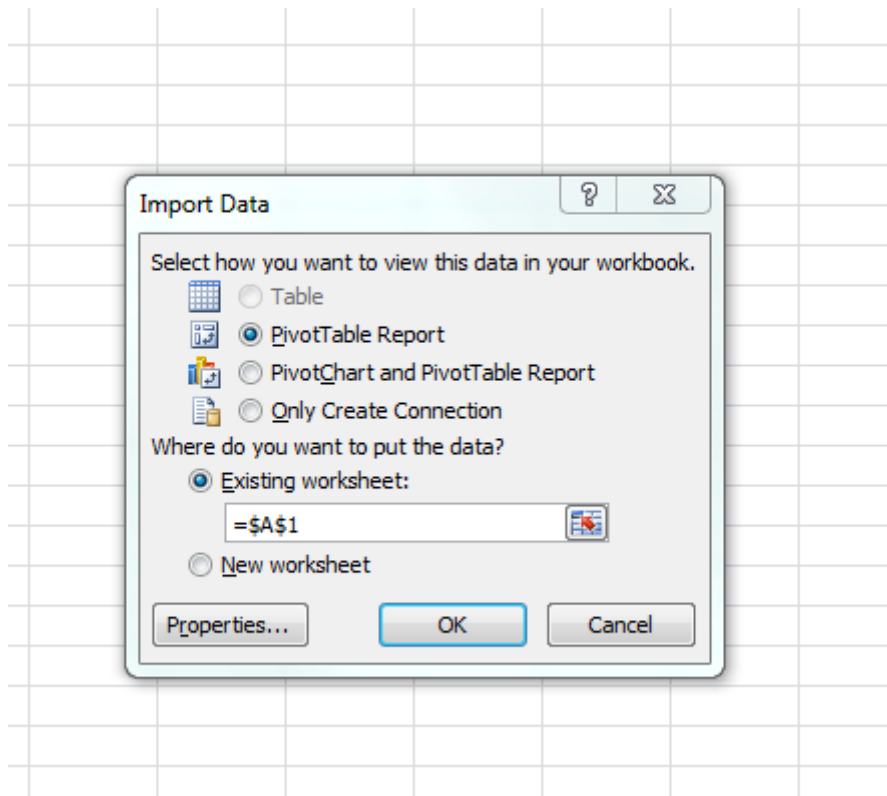 Import Data
Select how you want to view this data in your workbook.
Table
PivotTable Report
PivotChart and PivotTable Report
Only Create Connection
Where do you want to put the data?
Existing worksheet:
=$A$1
New worksheet
Properties...
OK
Cancel